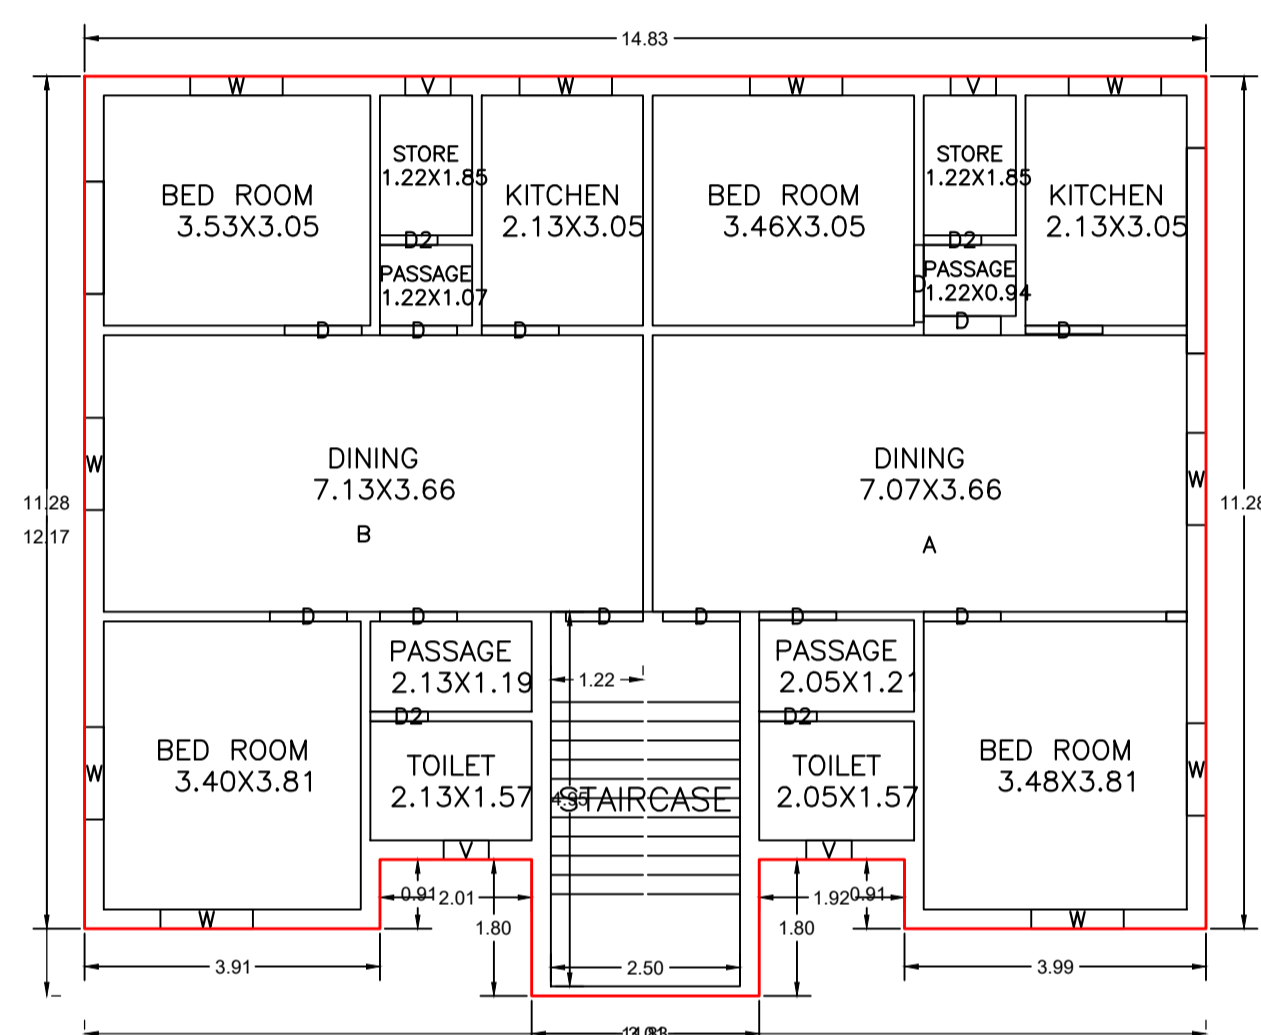 14.83
W V W W V W
STORE STORE
1.22X1.85 1.22X1.85
BED ROOM KITCHEN BED ROOM KITCHEN
3.53X3.05 2.13X3.05 3.46X3.05 2.13X3.05
D2 D2
PASSAGE PASSAGE
D
1.22X1.07 1.22X0.94
D
D D D D
DINING DINING
W W
7.13X3.66 7.07X3.66
11.28 11.28
12.17
B A
D D D D D D
PASSAGE PASSAGE
1.22
2.13X1.19 2.05X1.21
D2 D2
BED ROOM BED ROOM
TOILET TOILET
W W
3.40X3.81 3.48X3.81
2.13X1.57 2.05X1.57
4.95
STAIRCASE
V V
0.91 2.01 1.92 0.91
W W
1.80 1.80
3.91 2.50 3.99